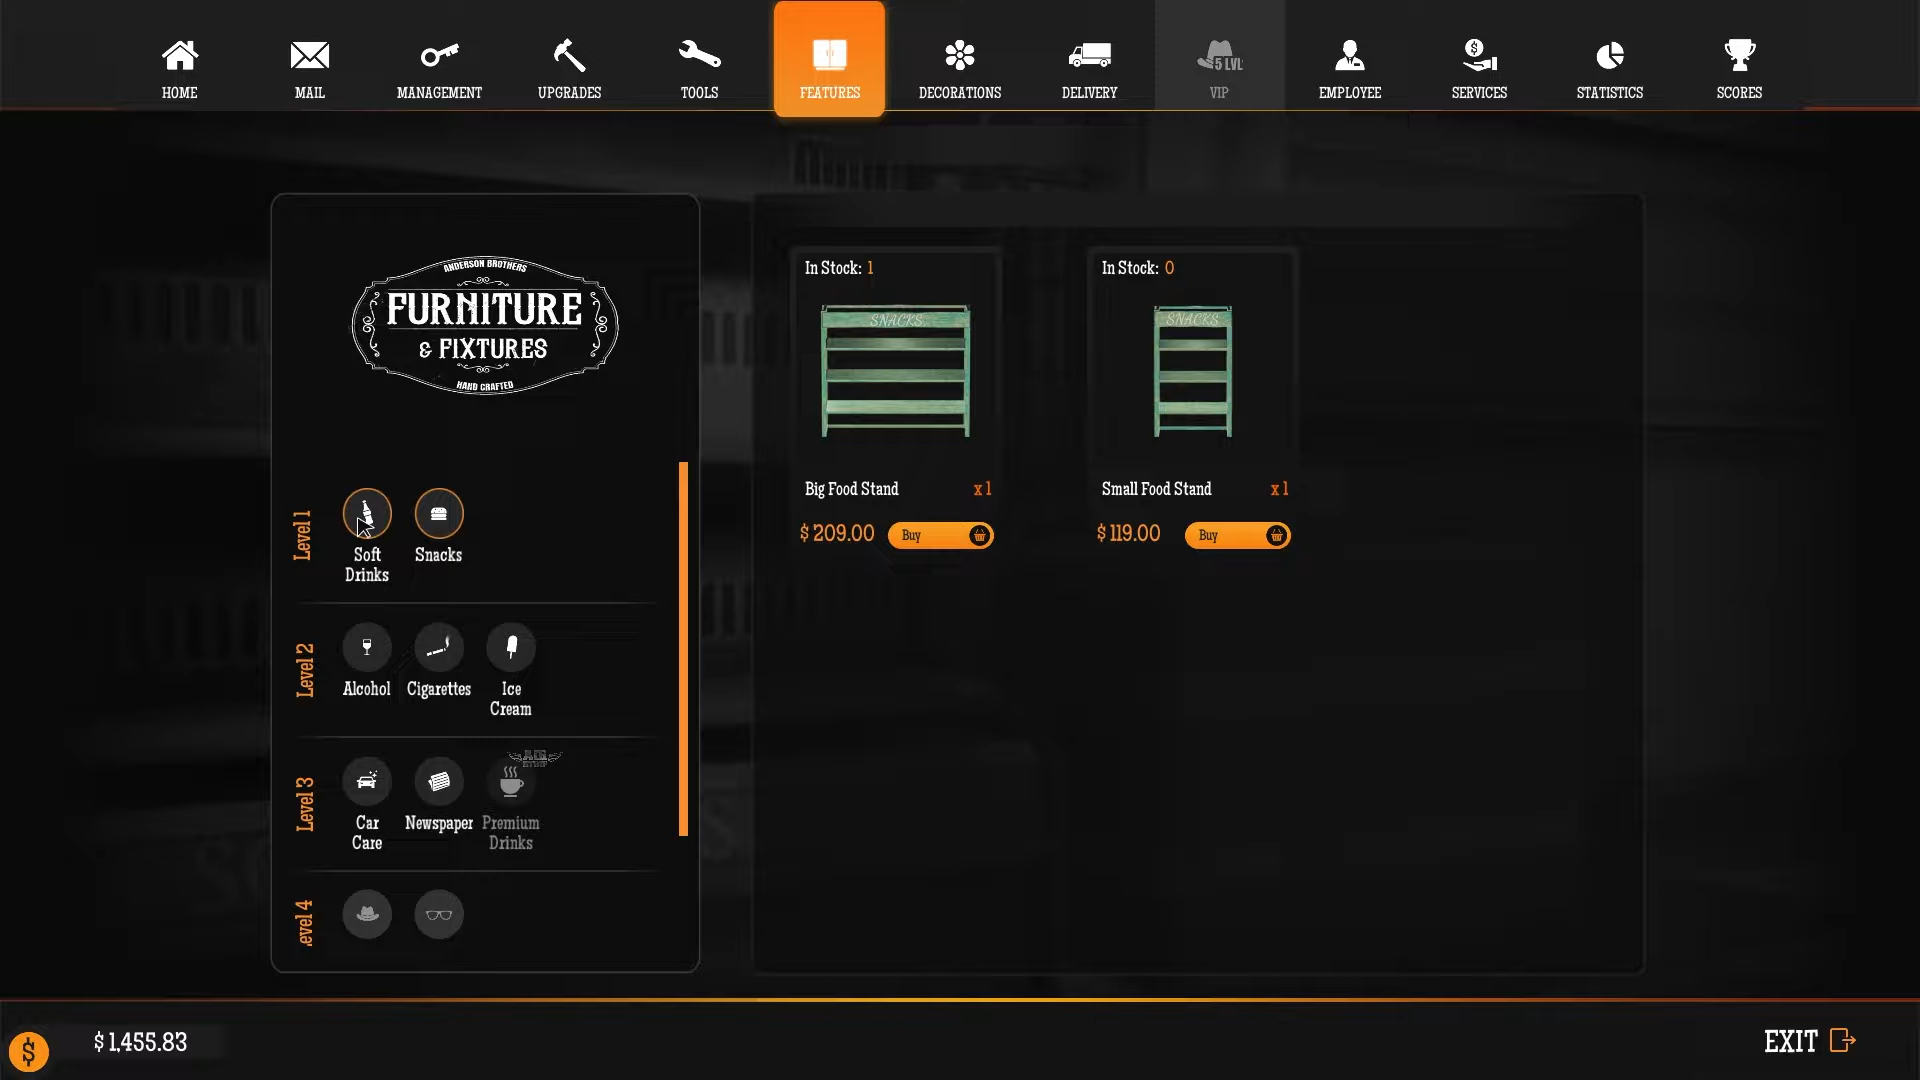 HOME
MAIL
MANAGEMENT
UPGRADES
TOOLS
FEATURES
DECORATIONS
DELIVERY
5 LVL
VIP
EMPLOYEE
SERVICES
STATISTICS
SCORES
ANDERSON BROTHERS
FURNITURE
& FIXTURES
HAND CRAFTED
Level 1
Soft
Drinks
Snacks
Level 2
Alcohol
Cigarettes
Ice
Cream
Level 3
Car
Care
Newspaper
Premium
Drinks
evel 4
In Stock: 1
SNACKS
Big Food Stand x 1
$ 209.00 Buy
In Stock: 0
SNACKS
Small Food Stand x 1
$ 119.00 Buy
$ 1,455.83
EXIT